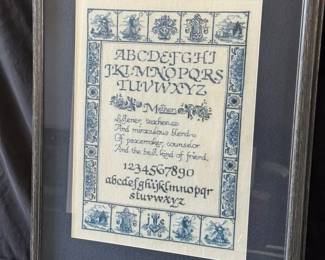 ABCDEFGHI
JKLMNOPQRS
TUVWXYZ
Mother
Listener, teacher,
And miraculous blend
Of peacemaker, counselor
And the best kind of friend.
1234567890
abcdefghijklmnopqr
stuvwxyz